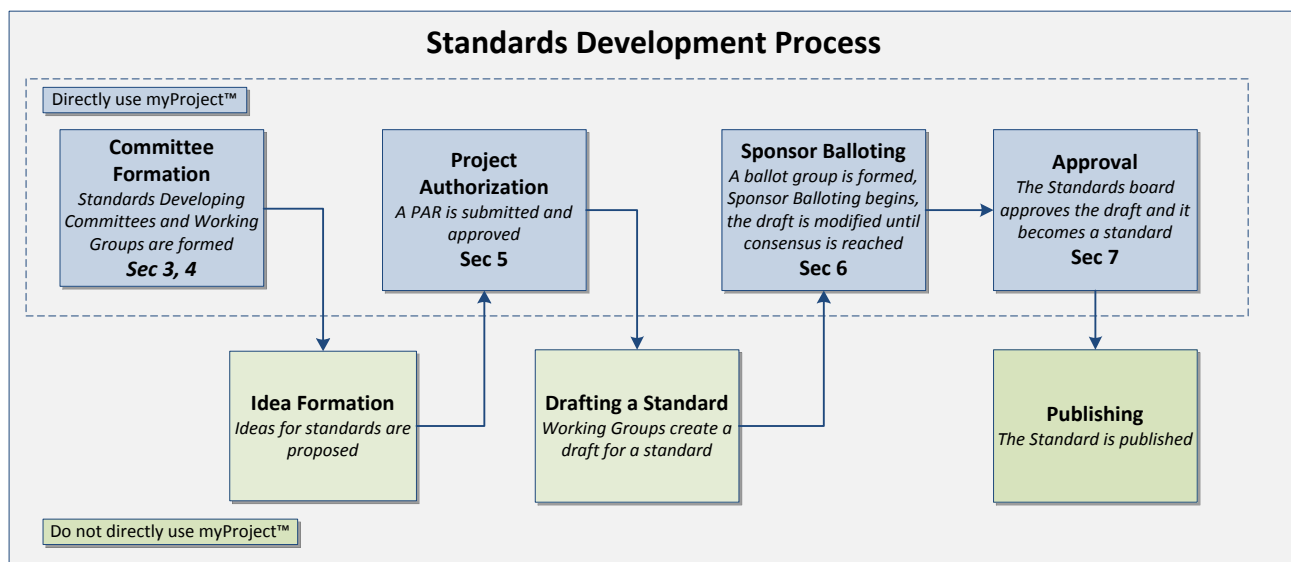 Standards Development Process
Directly use myProject™
Committee
Formation
Standards Developing
Committees and Working
Groups are formed
Sec 3, 4
Project
Authorization
A PAR is submitted and
approved
Sec 5
Sponsor Balloting
A ballot group is formed,
Sponsor Balloting begins,
the draft is modified until
consensus is reached
Sec 6
Approval
The Standards board
approves the draft and it
becomes a standard
Sec 7
Idea Formation
Ideas for standards are
proposed
Drafting a Standard
Working Groups create a
draft for a standard
Publishing
The Standard is published
Do not directly use myProject™